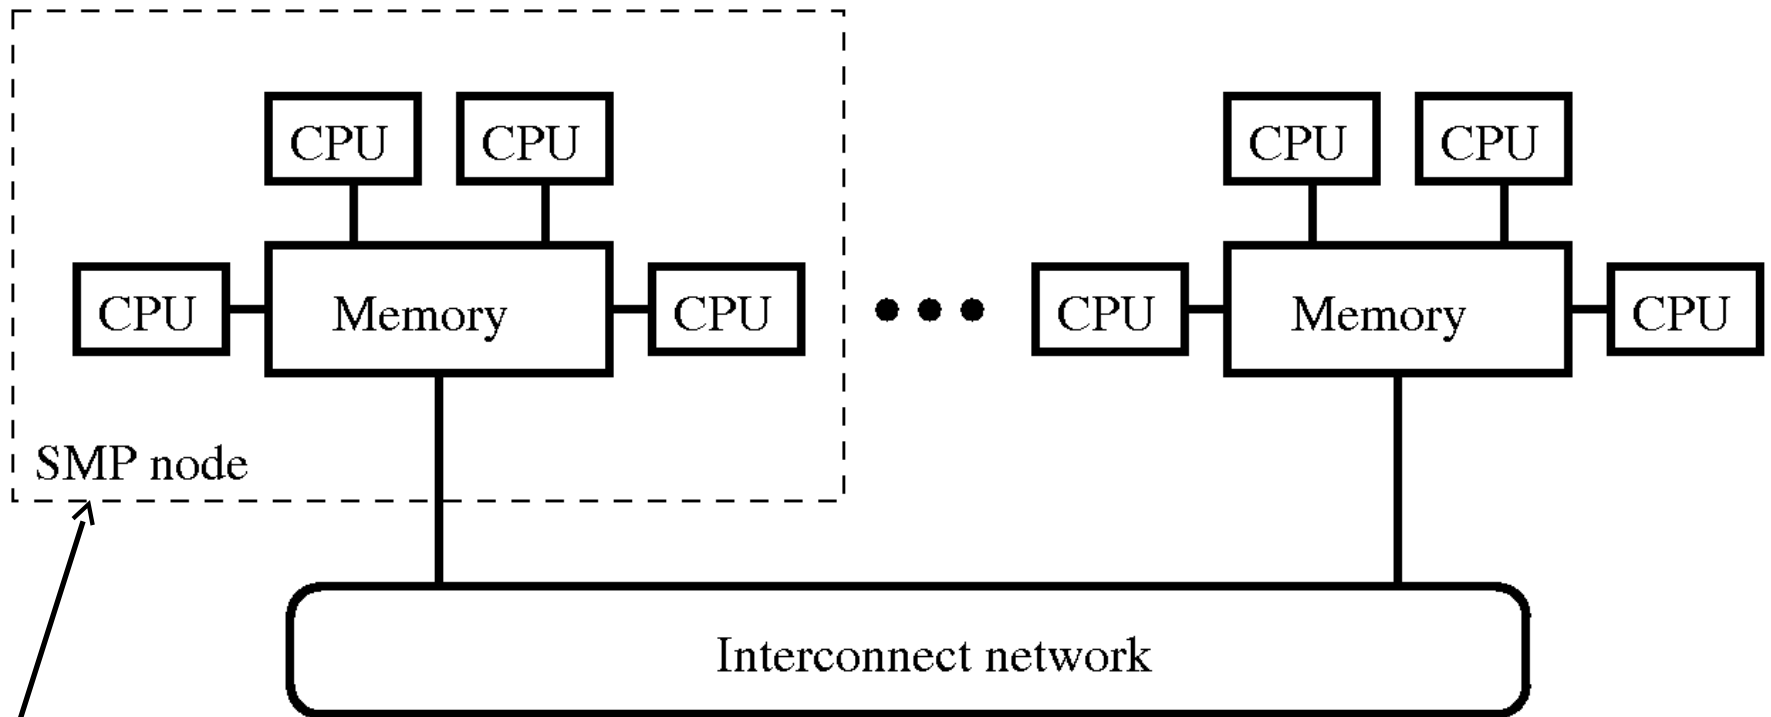 CPU CPU CPU CPU
CPU Memory CPU CPU Memory CPU
SMP node
Interconnect network